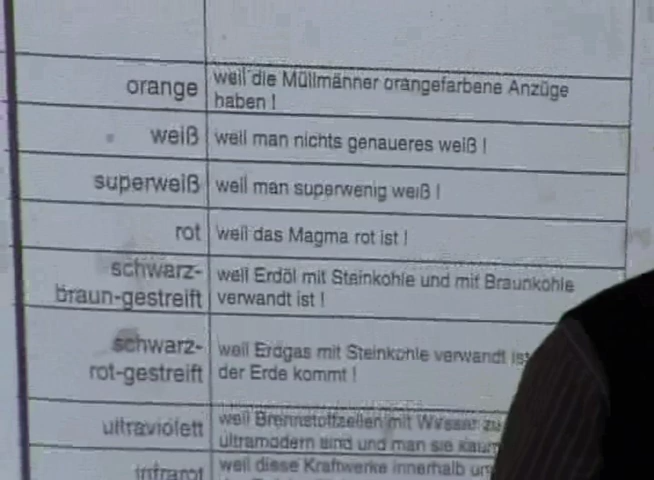 orange
weil die Müllmänner orangefarbene Anzüge
haben !
weiß
weil man nichts genaueres weiß !
superweiß
weil man superwenig weiß !
rot
weil das Magma rot ist !
schwarz-
braun-gestreift
weil Erdöl mit Steinkohle und mit Braunkohle
verwandt ist !
schwarz-
rot-gestreift
weil Erdgas mit Steinkohle verwandt ist
der Erde kommt !
ultraviolett
weil Brennstoffzellen mit Wasser zu
ultramodern sind und man sie kaum
infrarot
weil diese Kraftwerke innerhalb